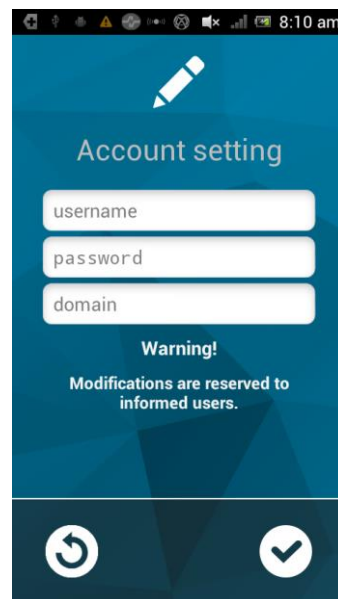 8:10 am
Account setting
username
password
domain
Warning!
Modifications are reserved to
informed users.